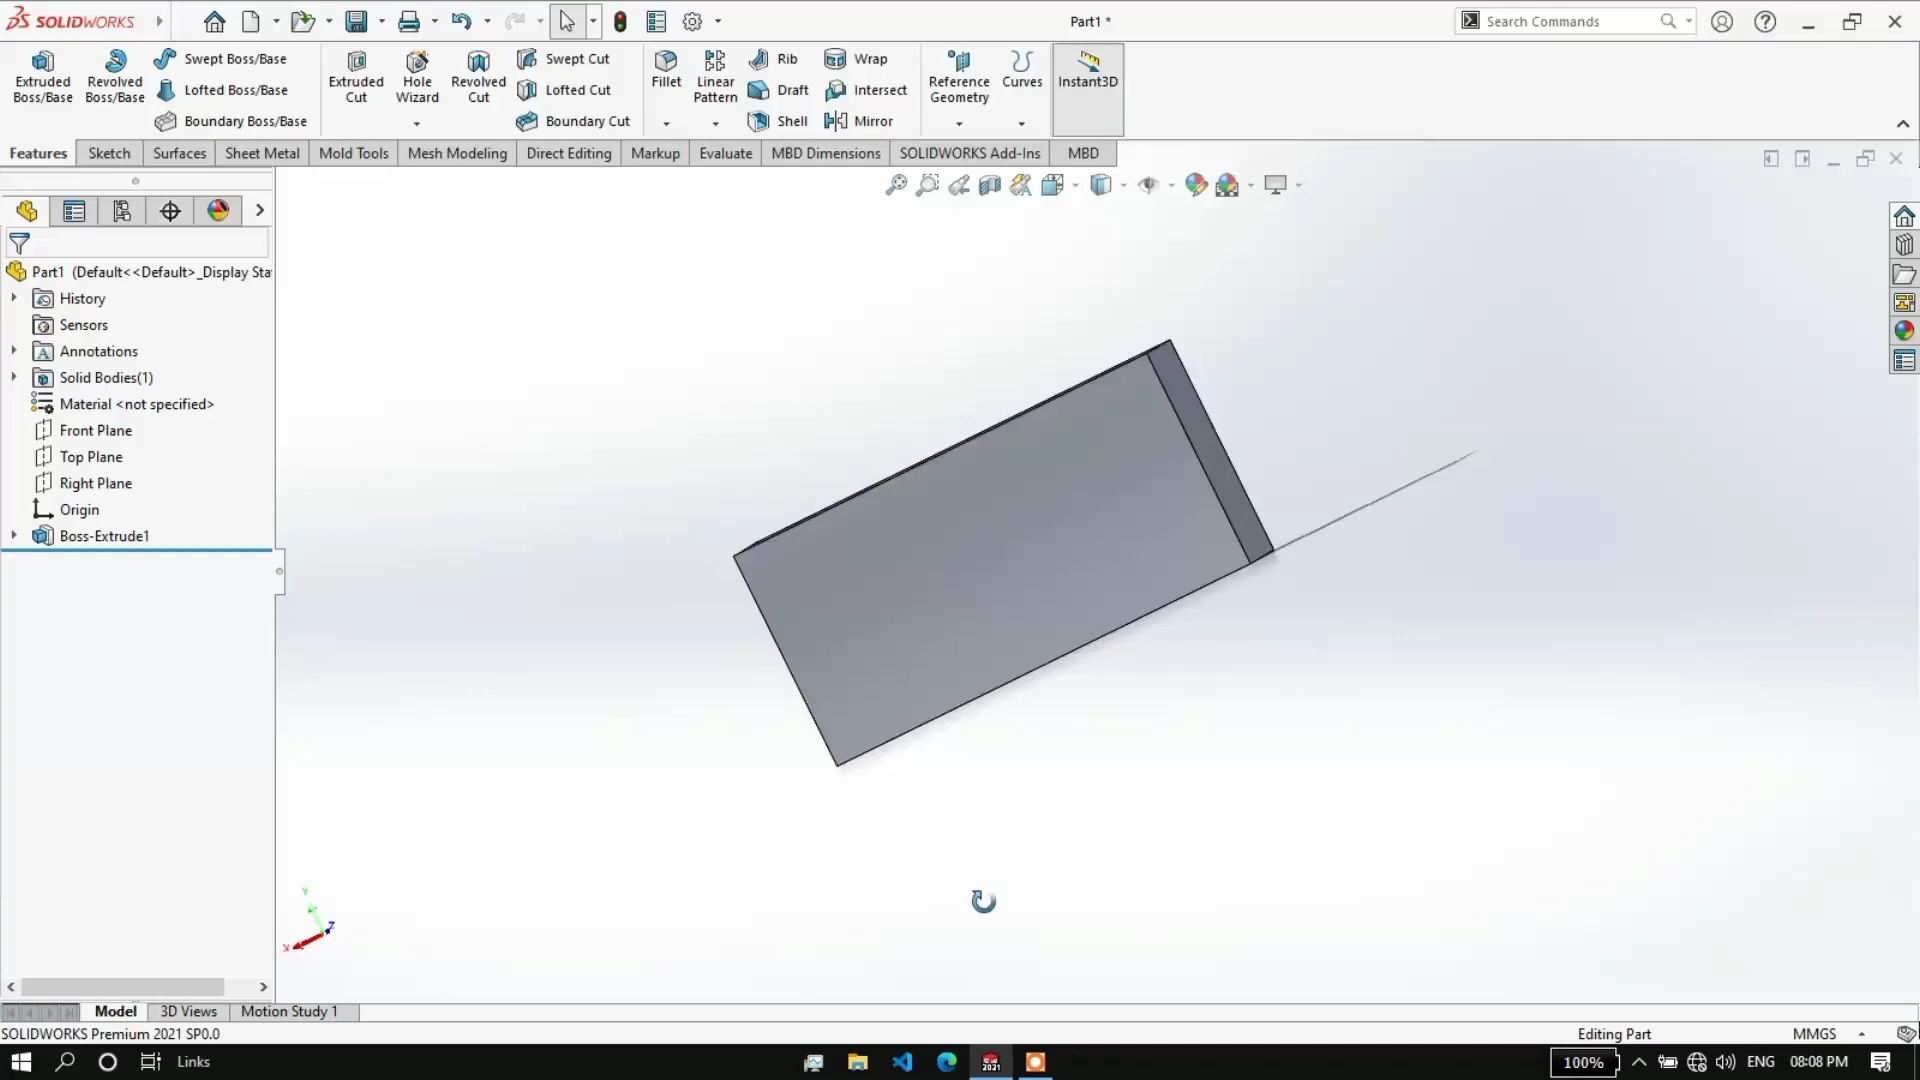 SOLIDWORKS
Part1 *
Search Commands
Extruded Boss/Base
Revolved Boss/Base
Swept Boss/Base
Lofted Boss/Base
Boundary Boss/Base
Extruded Cut
Hole Wizard
Revolved Cut
Swept Cut
Lofted Cut
Boundary Cut
Fillet
Linear Pattern
Rib
Draft
Shell
Wrap
Intersect
Mirror
Reference Geometry
Curves
Instant3D
Features
Sketch
Surfaces
Sheet Metal
Mold Tools
Mesh Modeling
Direct Editing
Markup
Evaluate
MBD Dimensions
SOLIDWORKS Add-Ins
MBD
Part1 (Default<<Default>_Display Sta
History
Sensors
Annotations
Solid Bodies(1)
Material <not specified>
Front Plane
Top Plane
Right Plane
Origin
Boss-Extrude1
Y
Z
X
Model
3D Views
Motion Study 1
SOLIDWORKS Premium 2021 SP0.0
Editing Part
MMGS
Links
SW
2021
100%
ENG
08:08 PM